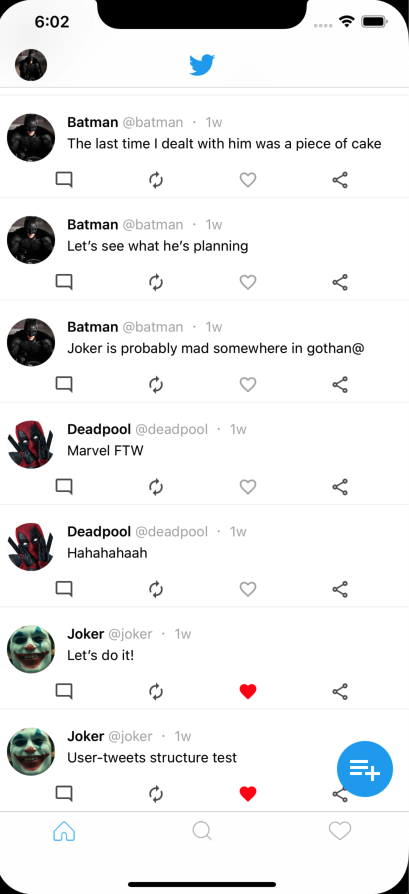 6:02
Batman @batman · 1w
The last time I dealt with him was a piece of cake
Batman @batman · 1w
Let’s see what he’s planning
Batman @batman · 1w
Joker is probably mad somewhere in gothan@
Deadpool @deadpool · 1w
Marvel FTW
Deadpool @deadpool · 1w
Hahahahaah
Joker @joker · 1w
Let’s do it!
Joker @joker · 1w
User-tweets structure test